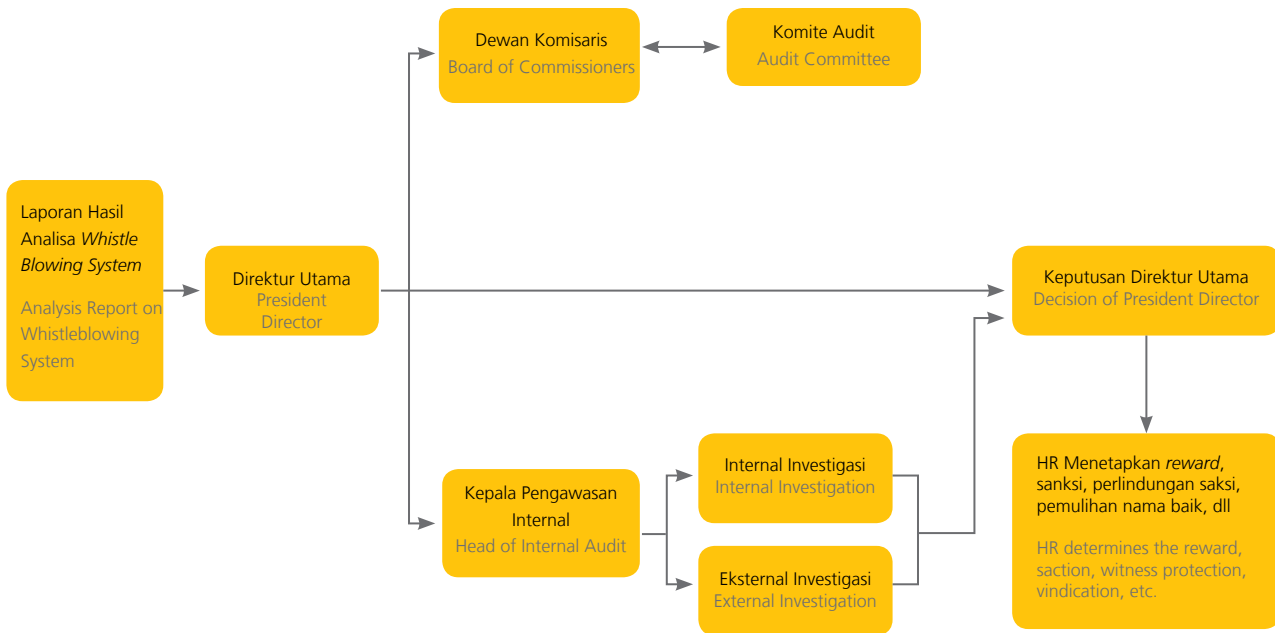 Dewan Komisaris
Board of Commissioners
Komite Audit
Audit Committee
Laporan Hasil
Analisa Whistle
Blowing System
Analysis Report on
Whistleblowing
System
Direktur Utama
President
Director
Keputusan Direktur Utama
Decision of President Director
Kepala Pengawasan
Internal
Head of Internal Audit
Internal Investigasi
Internal Investigation
Eksternal Investigasi
External Investigation
HR Menetapkan reward,
sanksi, perlindungan saksi,
pemulihan nama baik, dll
HR determines the reward,
saction, witness protection,
vindication, etc.